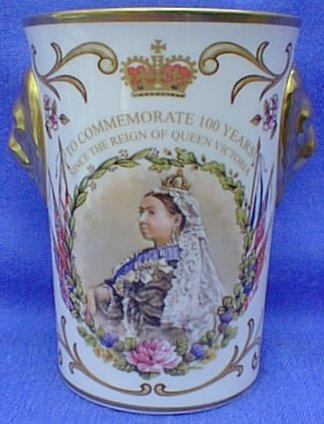 TO COMMEMORATE 100 YEARS
SINCE THE REIGN OF QUEEN VICTORIA